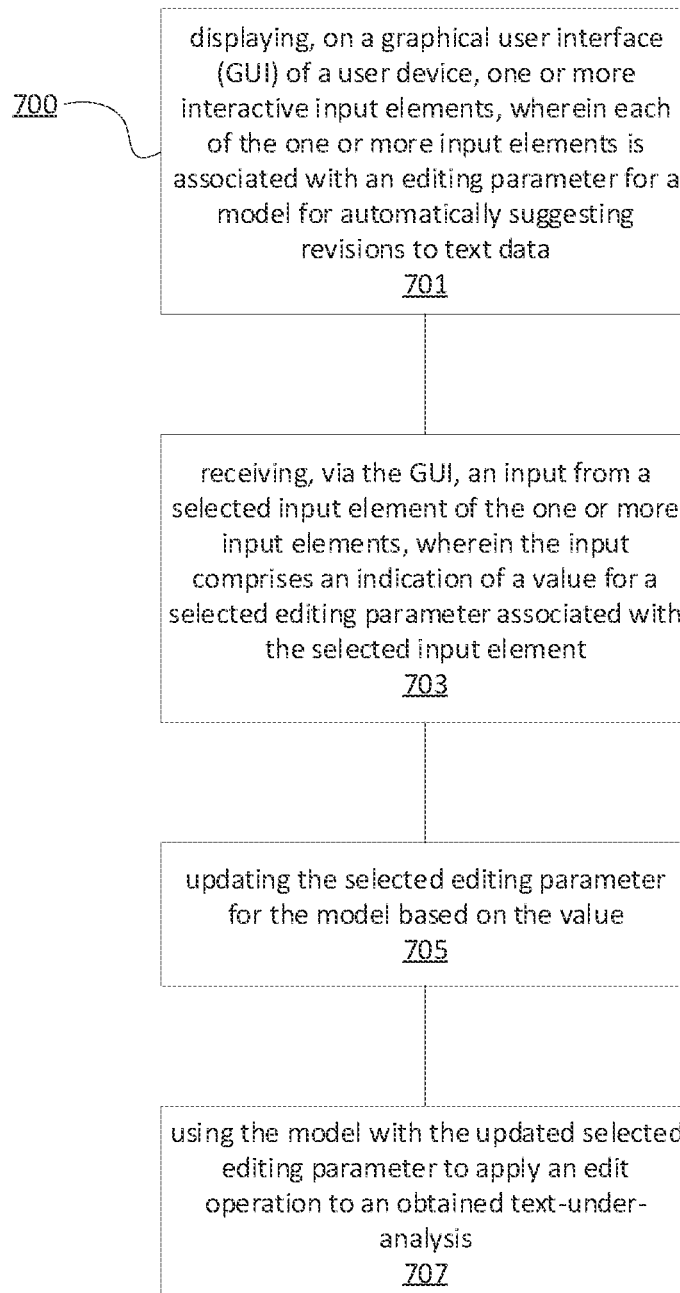 700
displaying, on a graphical user interface
(GUI) of a user device, one or more
interactive input elements, wherein each
of the one or more input elements is
associated with an editing parameter for a
model for automatically suggesting
revisions to text data
701
receiving, via the GUI, an input from a
selected input element of the one or more
input elements, wherein the input
comprises an indication of a value for a
selected editing parameter associated with
the selected input element
703
updating the selected editing parameter
for the model based on the value
705
using the model with the updated selected
editing parameter to apply an edit
operation to an obtained text-under-
analysis
707